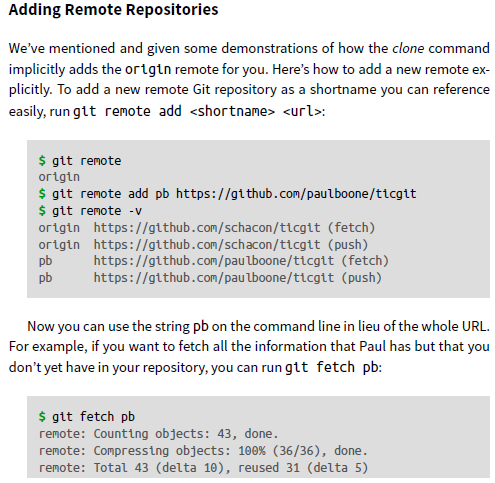 Adding Remote Repositories
We’ve mentioned and given some demonstrations of how the clone command
implicitly adds the origin remote for you. Here’s how to add a new remote ex-
plicitly. To add a new remote Git repository as a shortname you can reference
easily, run git remote add <shortname> <url>:
$ git remote
origin
$ git remote add pb https://github.com/paulboone/ticgit
$ git remote -v
origin  https://github.com/schacon/ticgit (fetch)
origin  https://github.com/schacon/ticgit (push)
pb      https://github.com/paulboone/ticgit (fetch)
pb      https://github.com/paulboone/ticgit (push)
Now you can use the string pb on the command line in lieu of the whole URL.
For example, if you want to fetch all the information that Paul has but that you
don’t yet have in your repository, you can run git fetch pb:
$ git fetch pb
remote: Counting objects: 43, done.
remote: Compressing objects: 100% (36/36), done.
remote: Total 43 (delta 10), reused 31 (delta 5)